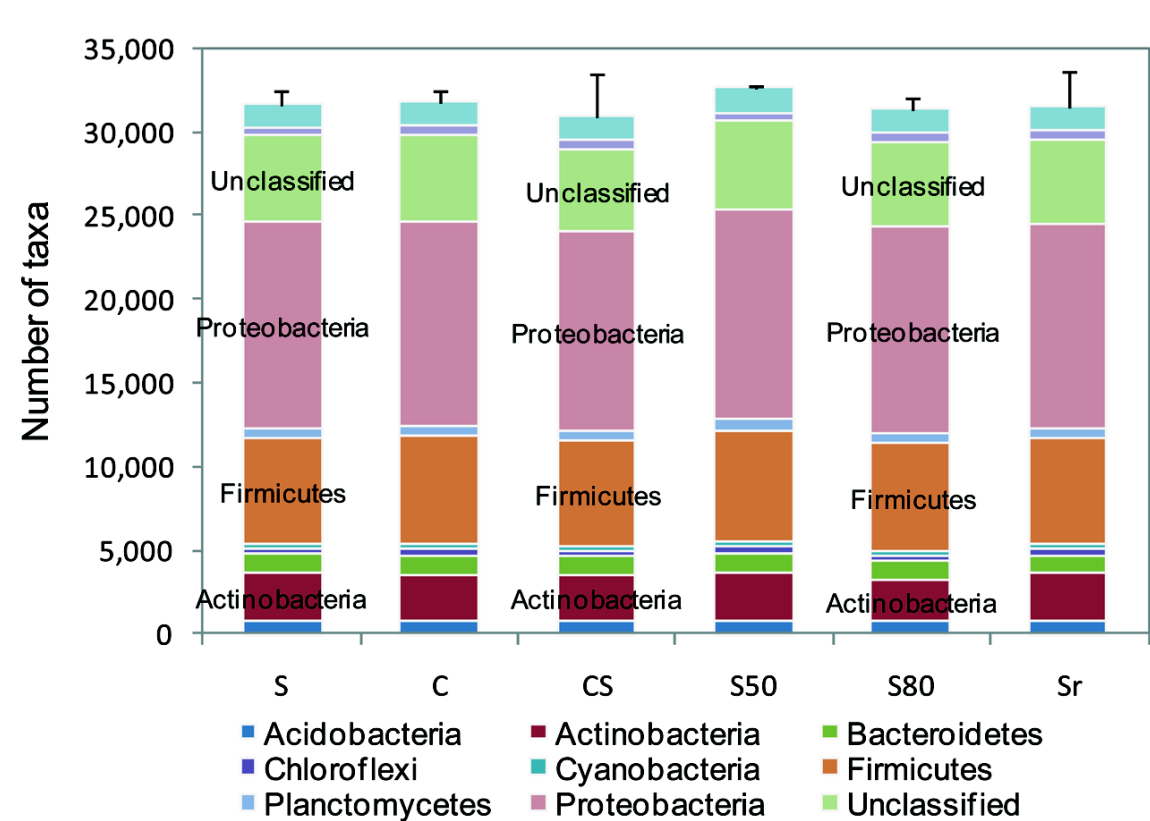 35,000
30,000
25,000
20,000
15,000
10,000
5,000
0
Number of taxa
Unclassified Unclassified Unclassified
Proteobacteria Proteobacteria Proteobacteria
Firmicutes Firmicutes Firmicutes
Actinobacteria Actinobacteria Actinobacteria
S C CS S50 S80 Sr
Acidobacteria Actinobacteria Bacteroidetes
Chloroflexi Cyanobacteria Firmicutes
Planctomycetes Proteobacteria Unclassified